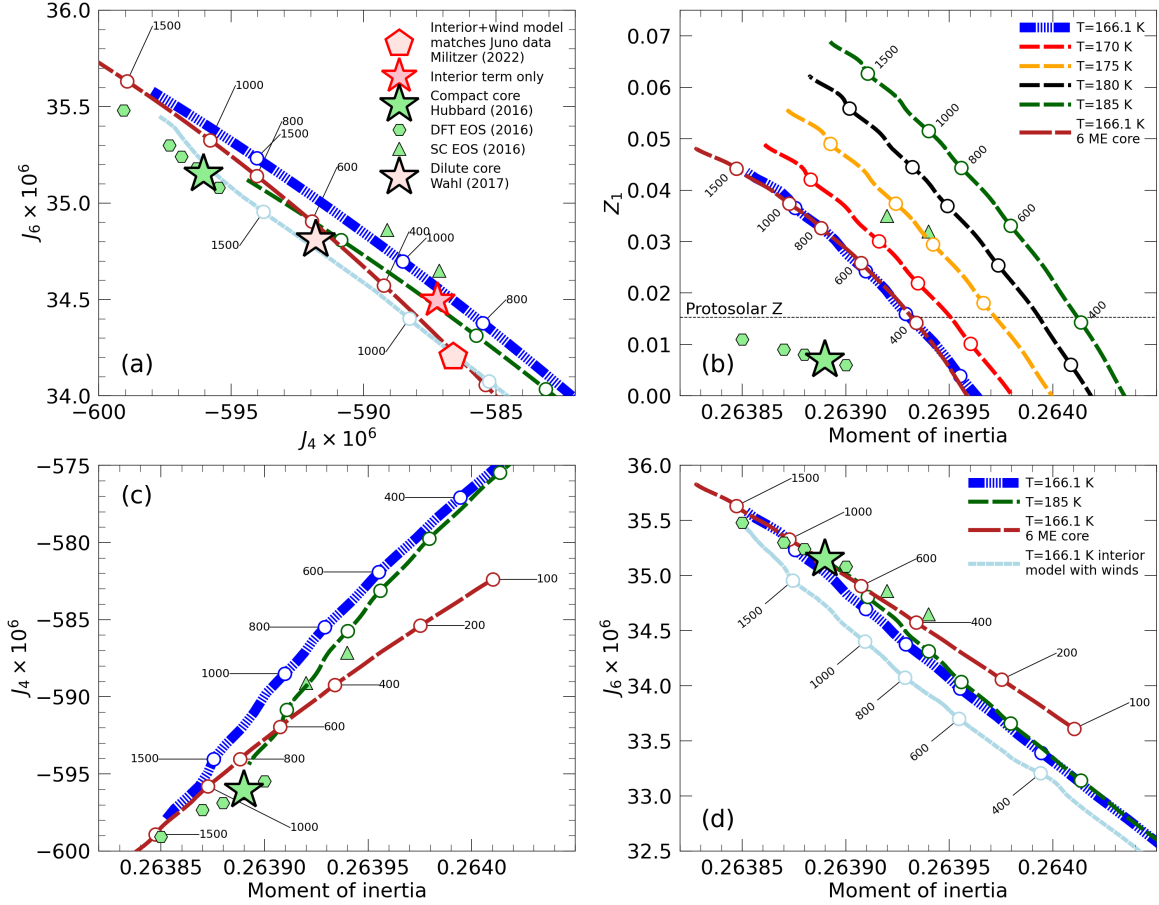 36.0
35.5
35.0
34.5
34.0
J6 × 10^6
−600
−595
−590
−585
J4 × 10^6
(a)
1500
1000
800
1500
600
400
1000
800
1500
1000
Interior+wind model
matches Juno data
Militzer (2022)
Interior term only
Compact core
Hubbard (2016)
DFT EOS (2016)
SC EOS (2016)
Dilute core
Wahl (2017)
0.07
0.06
0.05
0.04
0.03
0.02
0.01
0.00
Z1
0.26385
0.26390
0.26395
0.2640
Moment of inertia
(b)
Protosolar Z
1500
1000
800
600
400
1500
1000
800
600
400
T=166.1 K
T=170 K
T=175 K
T=180 K
T=185 K
T=166.1 K
6 ME core
−575
−580
−585
−590
−595
−600
J4 × 10^6
0.26385
0.26390
0.26395
0.2640
Moment of inertia
(c)
400
600
800
1000
1500
100
200
400
600
800
1000
1500
36.0
35.5
35.0
34.5
34.0
33.5
33.0
32.5
J6 × 10^6
0.26385
0.26390
0.26395
0.2640
Moment of inertia
(d)
1500
1000
600
400
200
100
1500
1000
800
600
400
T=166.1 K
T=185 K
T=166.1 K
6 ME core
T=166.1 K interior
model with winds